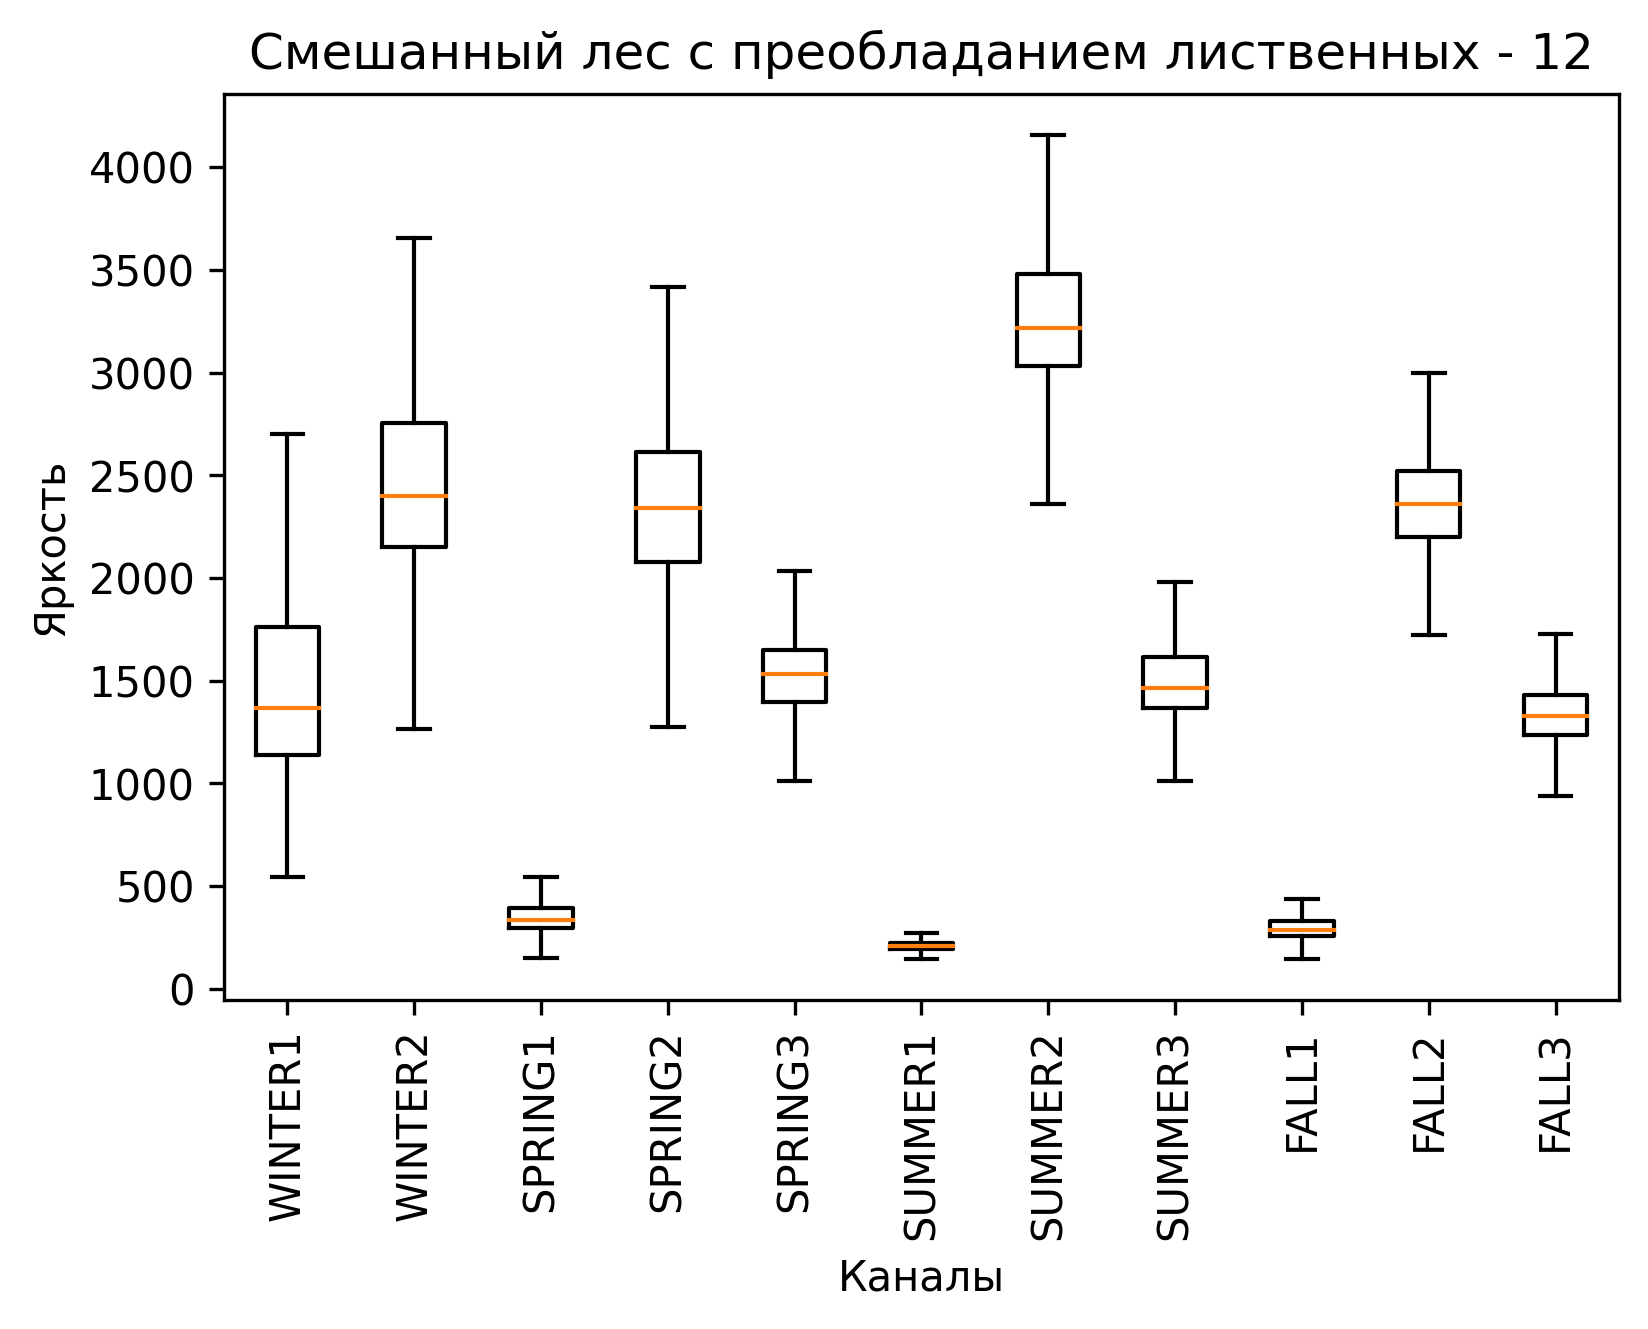 Смешанный лес с преобладанием лиственных - 12
Яркость
4000
3500
3000
2500
2000
1500
1000
500
0
WINTER1
WINTER2
SPRING1
SPRING2
SPRING3
SUMMER1
SUMMER2
SUMMER3
FALL1
FALL2
FALL3
Каналы